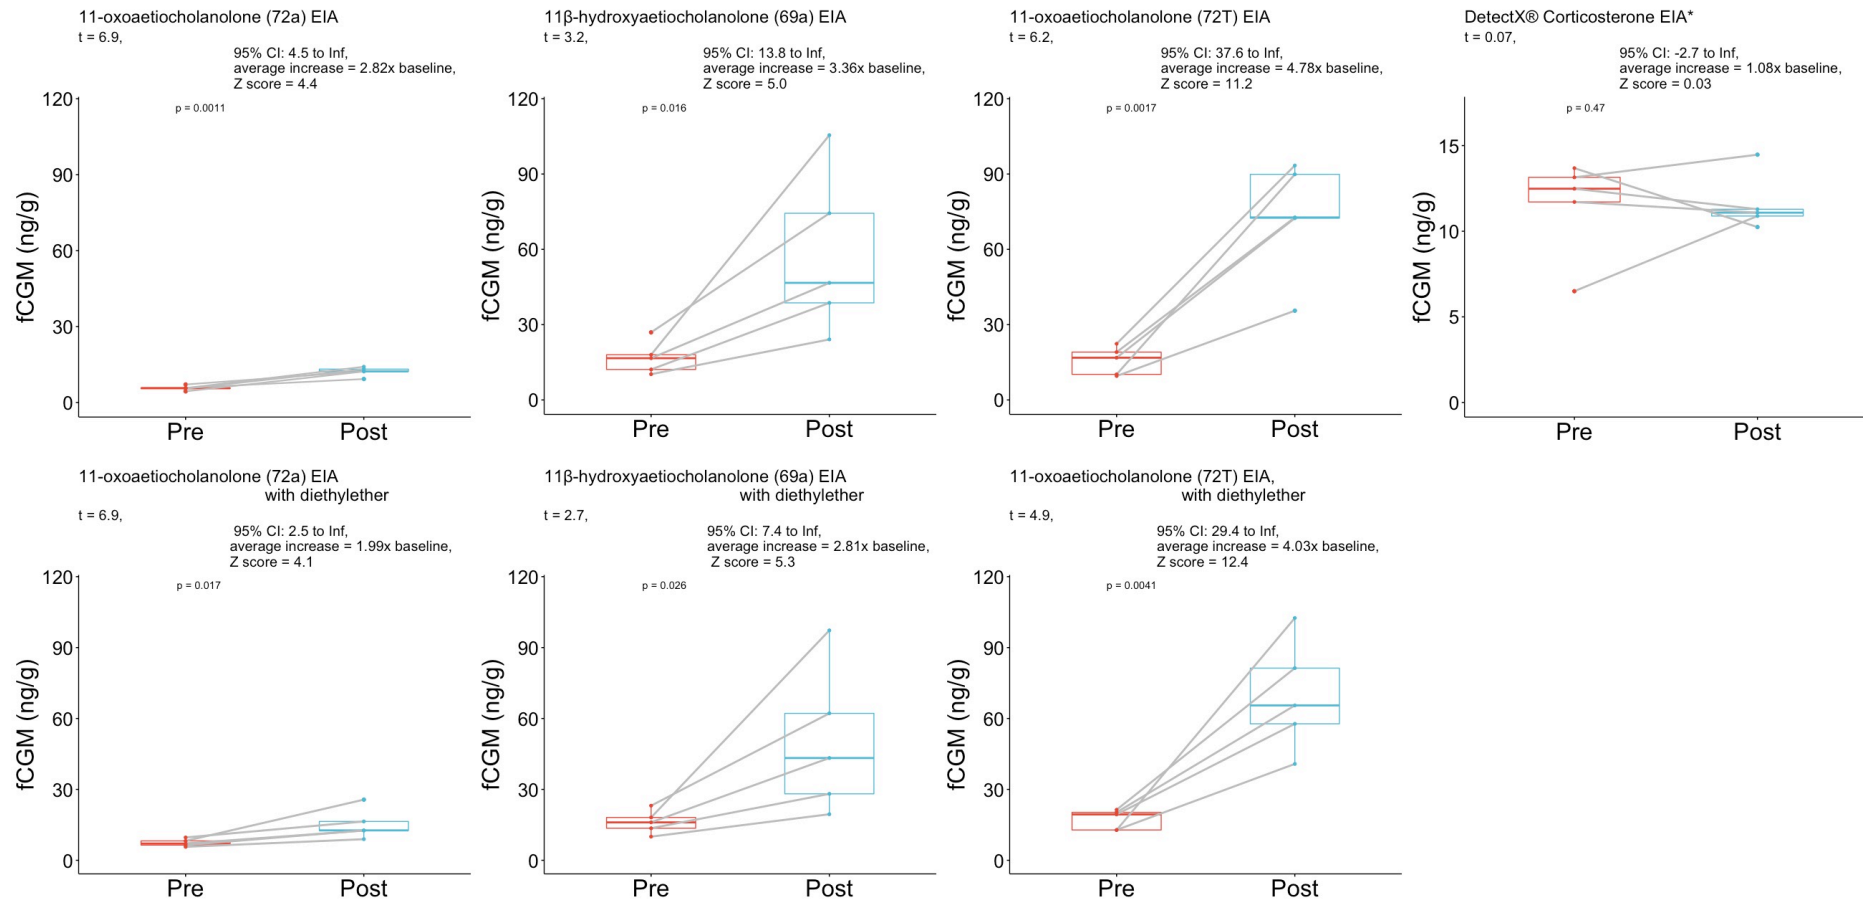 11-oxoaetiocholanolone (72a) EIA
t = 6.9,
95% CI: 4.5 to Inf,
average increase = 2.82x baseline,
Z score = 4.4
p = 0.0011
120
90
60
30
0
fCGM (ng/g)
Pre Post
11β-hydroxyaetiocholanolone (69a) EIA
t = 3.2,
95% CI: 13.8 to Inf,
average increase = 3.36x baseline,
Z score = 5.0
p = 0.016
120
90
60
30
0
fCGM (ng/g)
Pre Post
11-oxoaetiocholanolone (72T) EIA
t = 6.2,
95% CI: 37.6 to Inf,
average increase = 4.78x baseline,
Z score = 11.2
p = 0.0017
120
90
60
30
0
fCGM (ng/g)
Pre Post
DetectX® Corticosterone EIA*
t = 0.07,
95% CI: -2.7 to Inf,
average increase = 1.08x baseline,
Z score = 0.03
p = 0.47
15
10
5
0
fCGM (ng/g)
Pre Post
11-oxoaetiocholanolone (72a) EIA
with diethylether
t = 6.9,
95% CI: 2.5 to Inf,
average increase = 1.99x baseline,
Z score = 4.1
p = 0.017
120
90
60
30
0
fCGM (ng/g)
Pre Post
11β-hydroxyaetiocholanolone (69a) EIA
with diethylether
t = 2.7,
95% CI: 7.4 to Inf,
average increase = 2.81x baseline,
Z score = 5.3
p = 0.026
120
90
60
30
0
fCGM (ng/g)
Pre Post
11-oxoaetiocholanolone (72T) EIA,
with diethylether
t = 4.9,
95% CI: 29.4 to Inf,
average increase = 4.03x baseline,
Z score = 12.4
p = 0.0041
120
90
60
30
0
fCGM (ng/g)
Pre Post